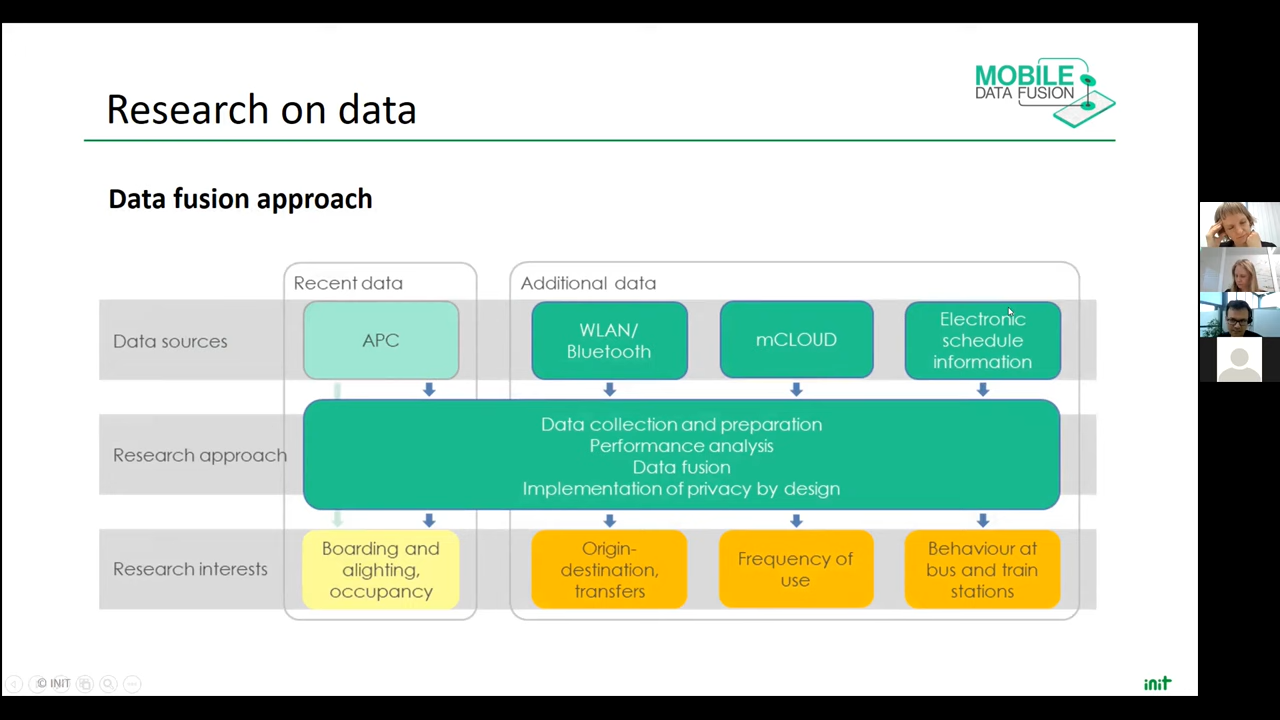 MOBILE
DATA FUSION
Research on data
Data fusion approach
Recent data
Additional data
Data sources
APC
WLAN/
Bluetooth
mCLOUD
Electronic
schedule
information
Research approach
Data collection and preparation
Performance analysis
Data fusion
Implementation of privacy by design
Research interests
Boarding and
alighting,
occupancy
Origin-
destination,
transfers
Frequency of
use
Behaviour at
bus and train
stations
© INIT
init